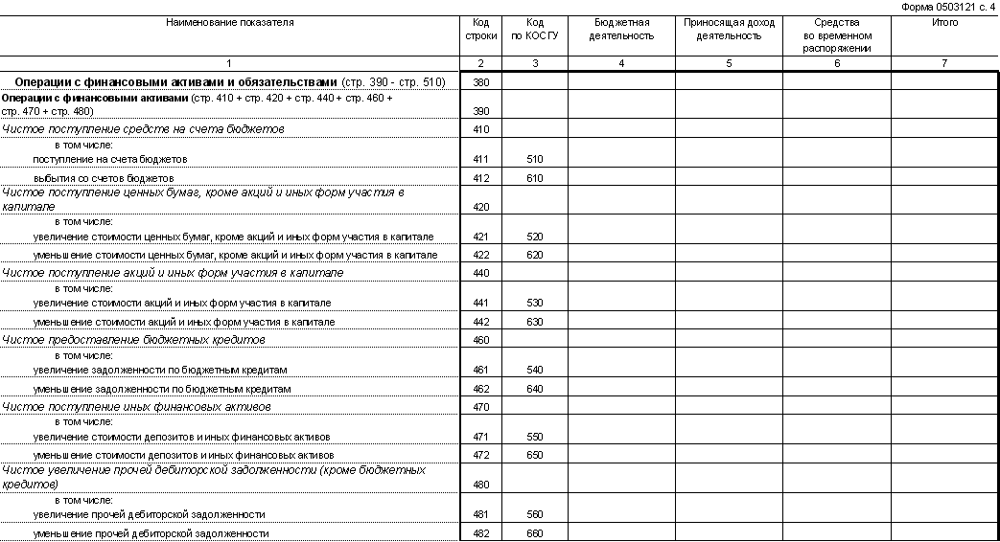 Форма 0503121 с. 4
Наименование показателя Код строки Код по КОСГУ Бюджетная деятельность Приносящая доход деятельность Средства во временном распоряжении Итого
1 2 3 4 5 6 7
Операции с финансовыми активами и обязательствами (стр. 390 - стр. 510) 380
Операции с финансовыми активами (стр. 410 + стр. 420 + стр. 440 + стр. 460 +
стр. 470 + стр. 480) 390
Чистое поступление средств на счета бюджетов 410
в том числе:
поступление на счета бюджетов 411 510
выбытия со счетов бюджетов 412 610
Чистое поступление ценных бумаг, кроме акций и иных форм участия в
капитале 420
в том числе:
увеличение стоимости ценных бумаг, кроме акций и иных форм участия в капитале 421 520
уменьшение стоимости ценных бумаг, кроме акций и иных форм участия в капитале 422 620
Чистое поступление акций и иных форм участия в капитале 440
в том числе:
увеличение стоимости акций и иных форм участия в капитале 441 530
уменьшение стоимости акций и иных форм участия в капитале 442 630
Чистое предоставление бюджетных кредитов 460
в том числе:
увеличение задолженности по бюджетным кредитам 461 540
уменьшение задолженности по бюджетным кредитам 462 640
Чистое поступление иных финансовых активов 470
в том числе:
увеличение стоимости депозитов и иных финансовых активов 471 550
уменьшение стоимости депозитов и иных финансовых активов 472 650
Чистое увеличение прочей дебиторской задолженности (кроме бюджетных
кредитов) 480
в том числе:
увеличение прочей дебиторской задолженности 481 560
уменьшение прочей дебиторской задолженности 482 660